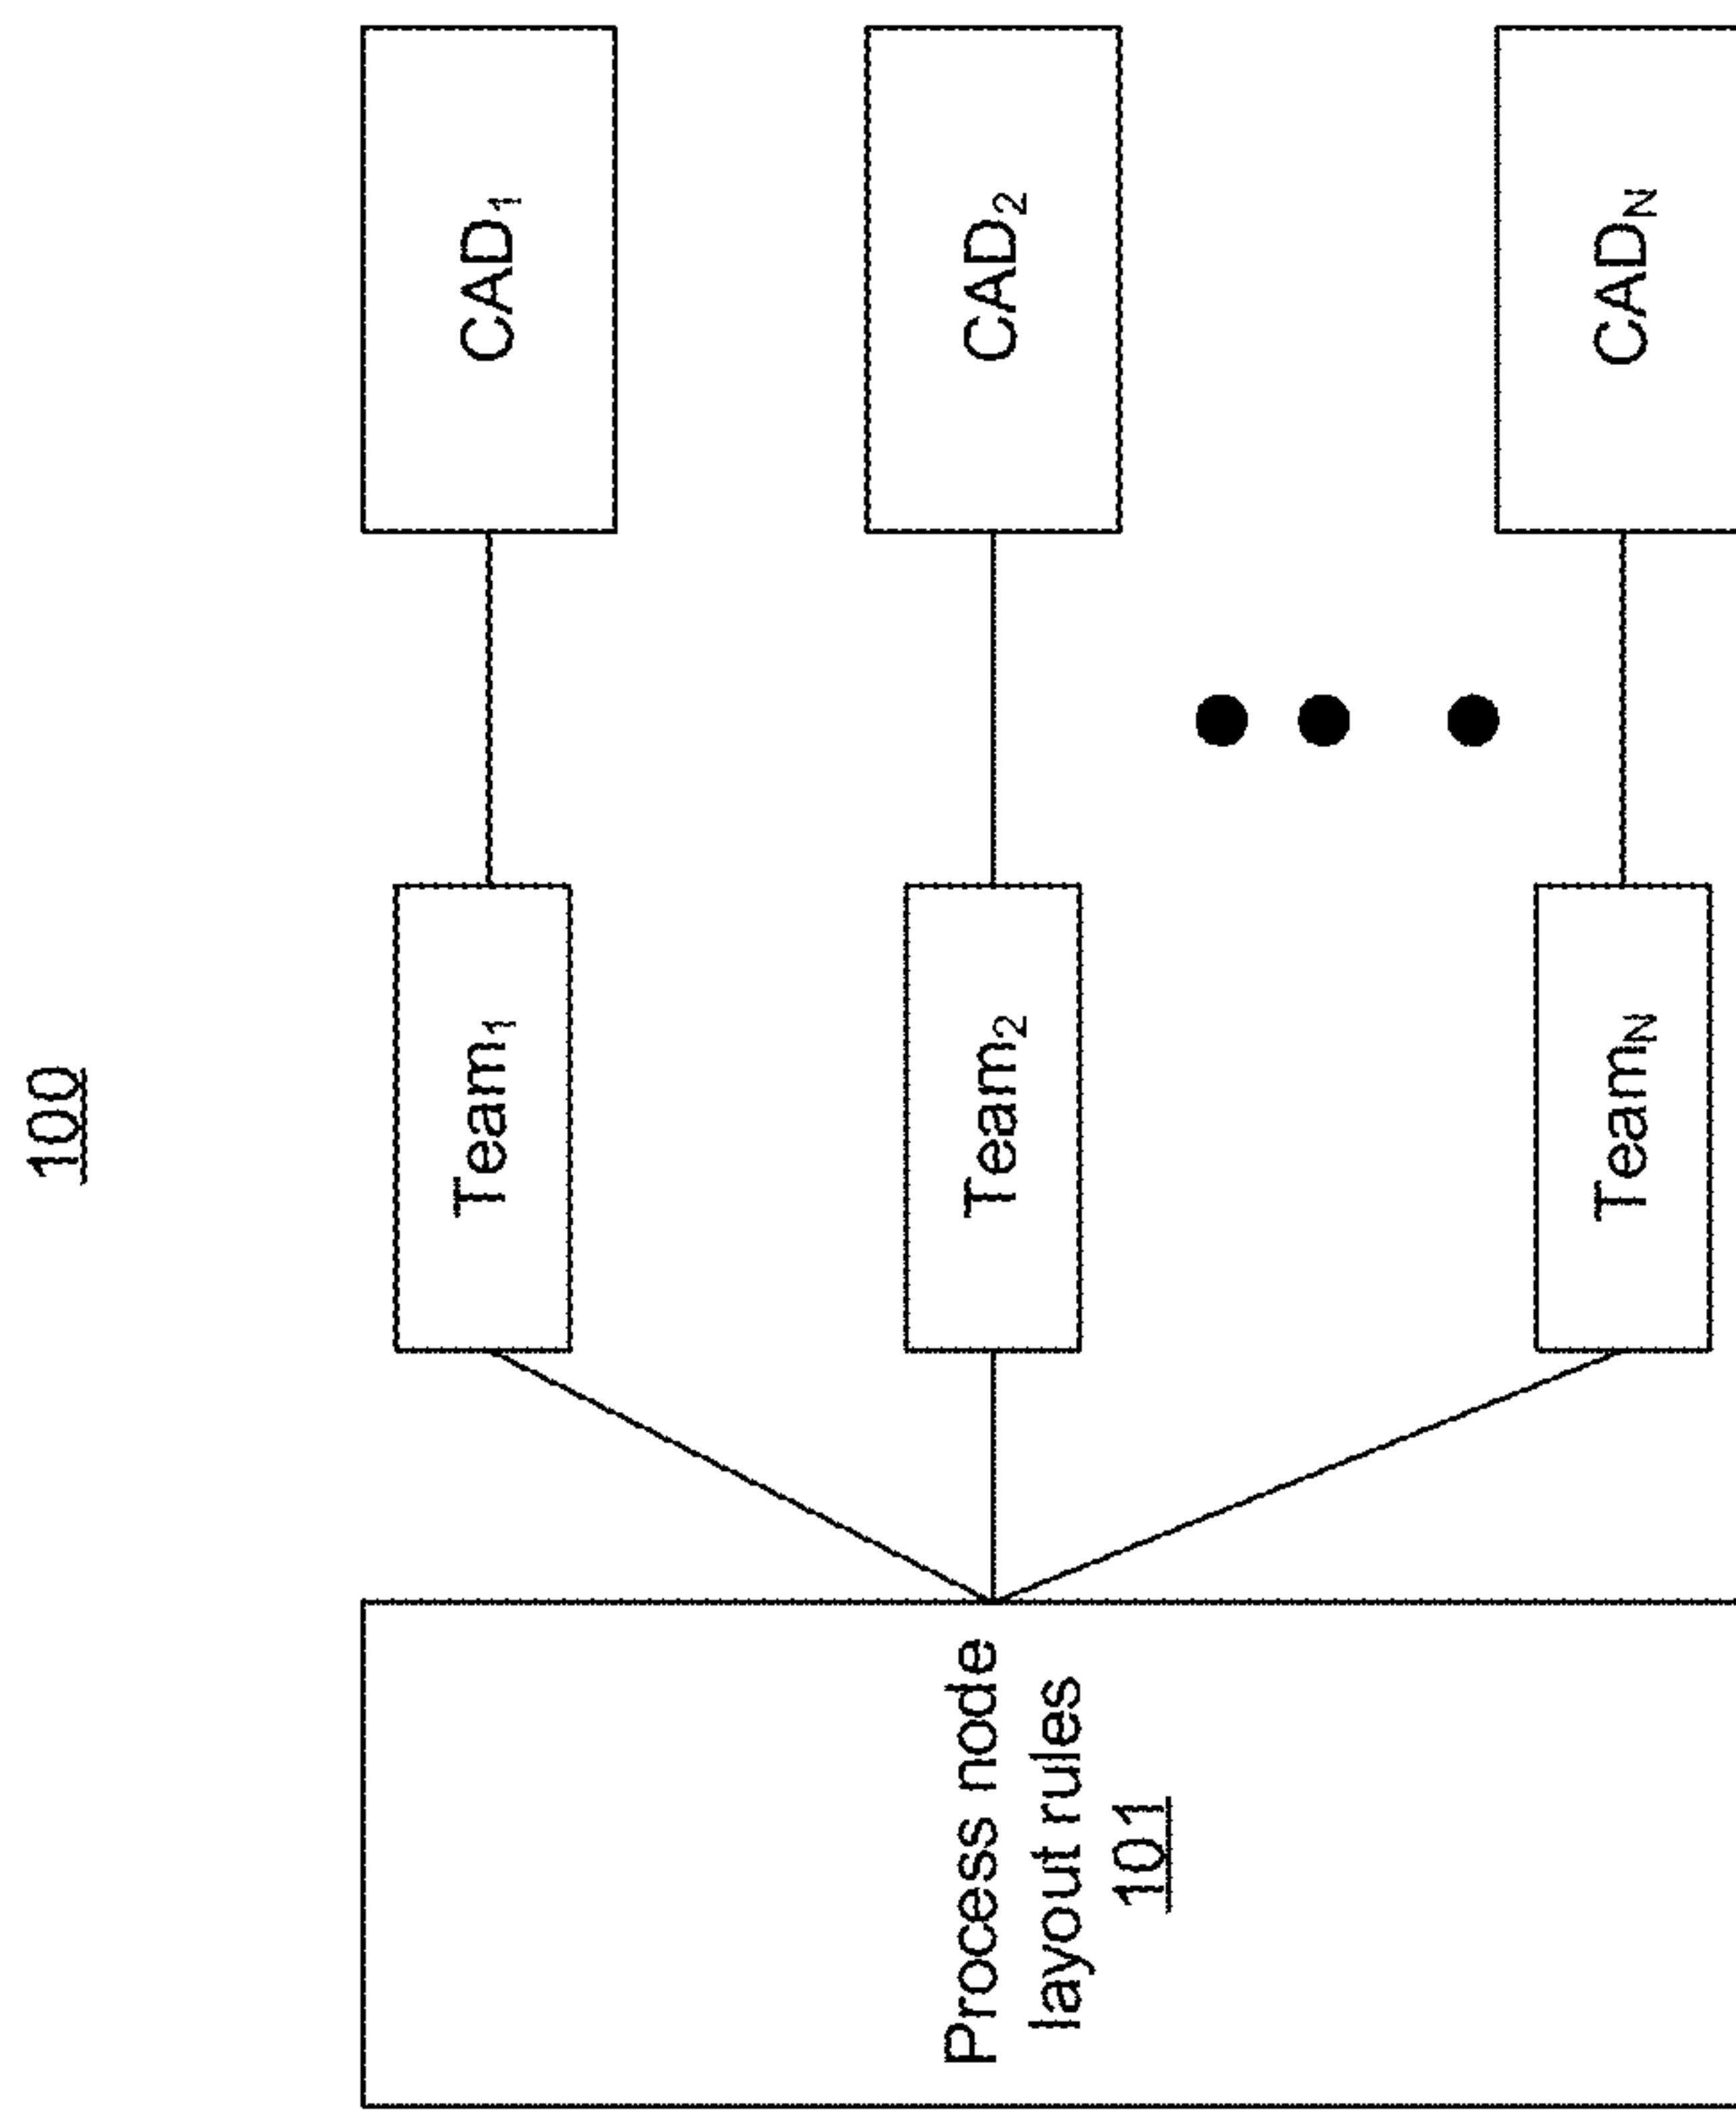 100
Process node
layout rules
101
Team1
CAD1
Team2
CAD2
TeamN
CADN